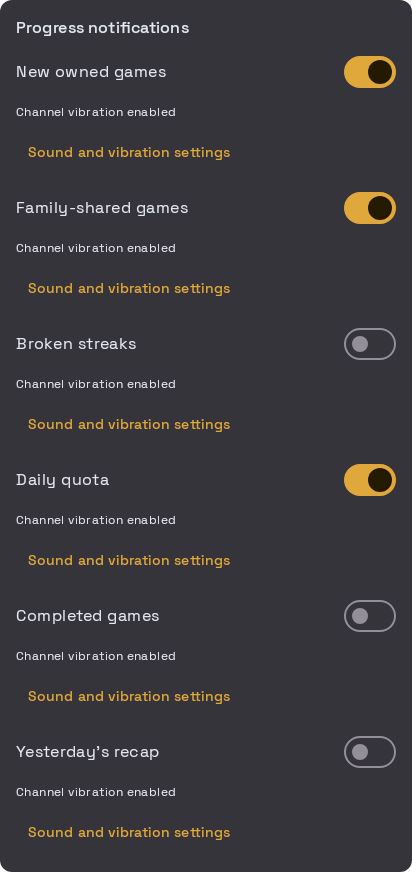 Progress notifications
New owned games
Channel vibration enabled
Sound and vibration settings
Family-shared games
Channel vibration enabled
Sound and vibration settings
Broken streaks
Channel vibration enabled
Sound and vibration settings
Daily quota
Channel vibration enabled
Sound and vibration settings
Completed games
Channel vibration enabled
Sound and vibration settings
Yesterday's recap
Channel vibration enabled
Sound and vibration settings